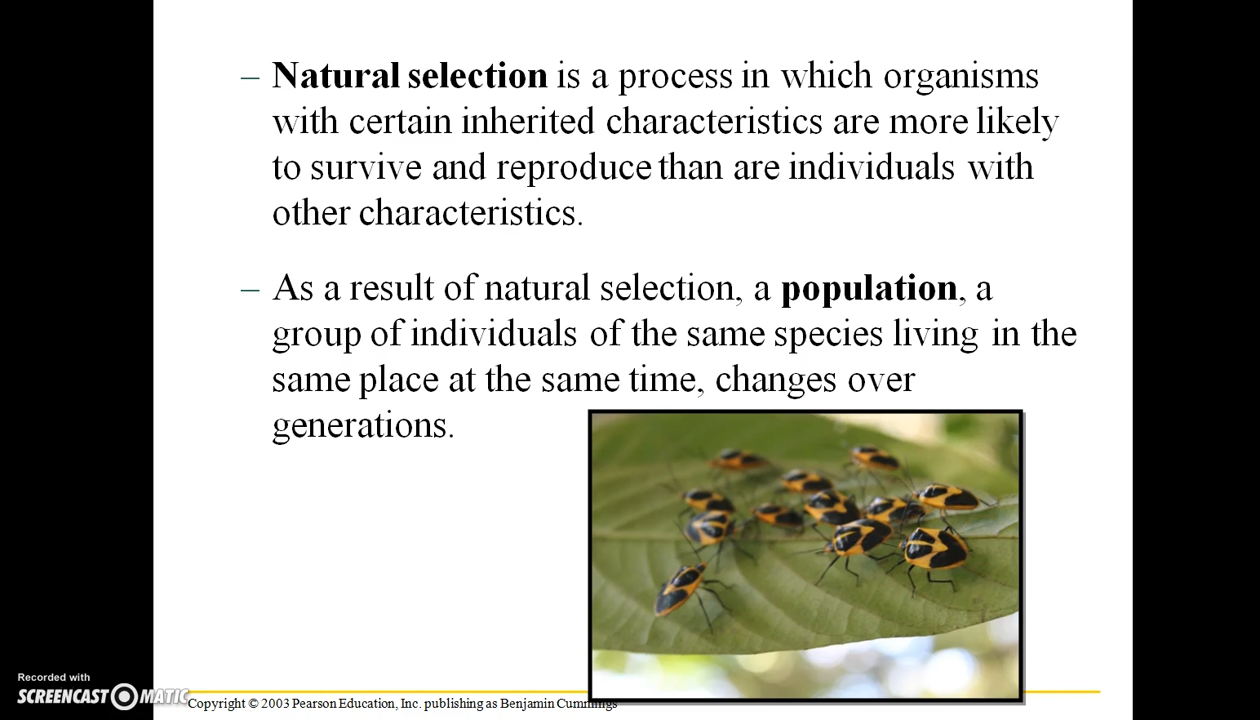 – Natural selection is a process in which organisms
with certain inherited characteristics are more likely
to survive and reproduce than are individuals with
other characteristics.
– As a result of natural selection, a population, a
group of individuals of the same species living in the
same place at the same time, changes over
generations.
Recorded with
SCREENCAST MATIC
Copyright © 2003 Pearson Education, Inc. publishing as Benjamin Cummings